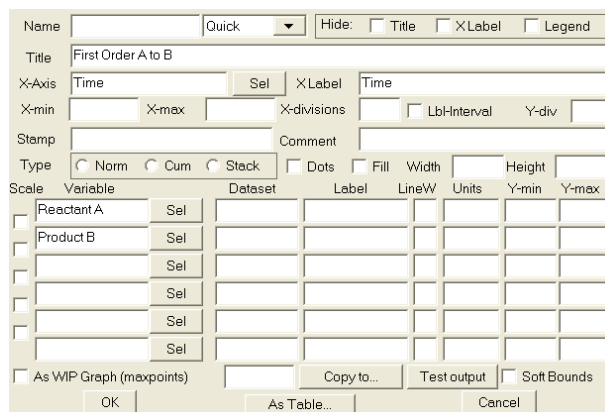 Name Quick Hide: Title X Label Legend
Title First Order A to B
X-Axis Time Sel X Label Time
X-min X-max X-divisions Lbl-Interval Y-div
Stamp Comment
Type Norm Cum Stack Dots Fill Width Height
Scale Variable Dataset Label LineW Units Y-min Y-max
Reactant A Sel
Product B Sel
Sel
Sel
Sel
Sel
As WIP Graph (maxpoints) Copy to... Test output Soft Bounds
OK As Table... Cancel